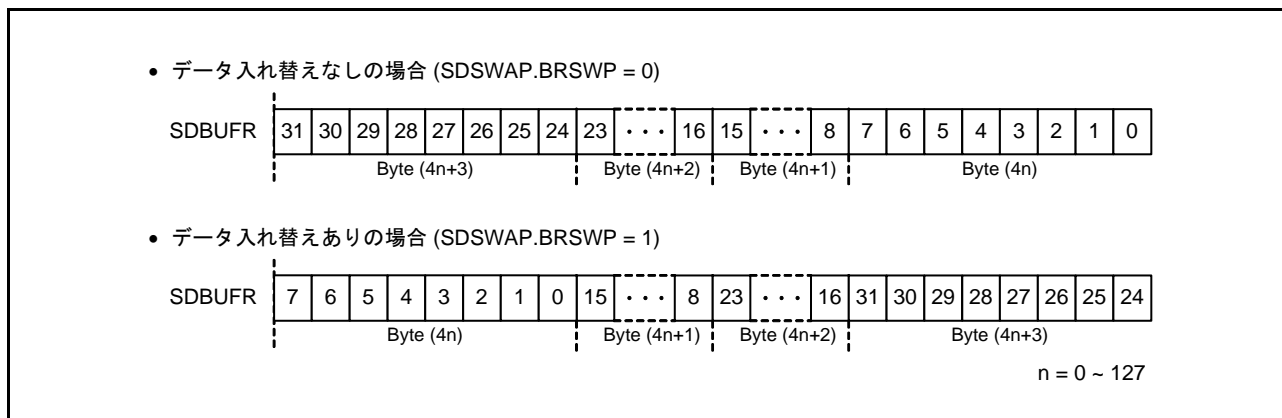 • データ入れ替えなしの場合 (SDSWAP.BRSWP = 0)
SDBUFR 31 30 29 28 27 26 25 24 23 ・・・ 16 15 ・・・ 8 7 6 5 4 3 2 1 0
Byte (4n+3) Byte (4n+2) Byte (4n+1) Byte (4n)
• データ入れ替えありの場合 (SDSWAP.BRSWP = 1)
SDBUFR 7 6 5 4 3 2 1 0 15 ・・・ 8 23 ・・・ 16 31 30 29 28 27 26 25 24
Byte (4n) Byte (4n+1) Byte (4n+2) Byte (4n+3)
n = 0 ~ 127